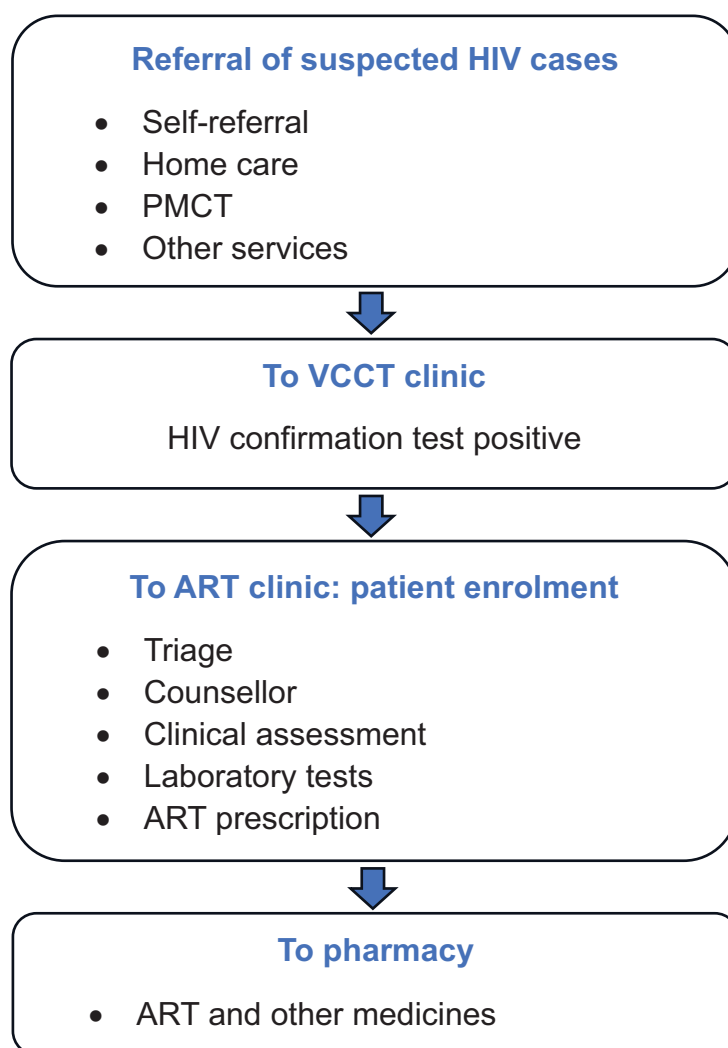 Referral of suspected HIV cases
• Self-referral
• Home care
• PMCT
• Other services
To VCCT clinic
HIV confirmation test positive
To ART clinic: patient enrolment
• Triage
• Counsellor
• Clinical assessment
• Laboratory tests
• ART prescription
To pharmacy
• ART and other medicines